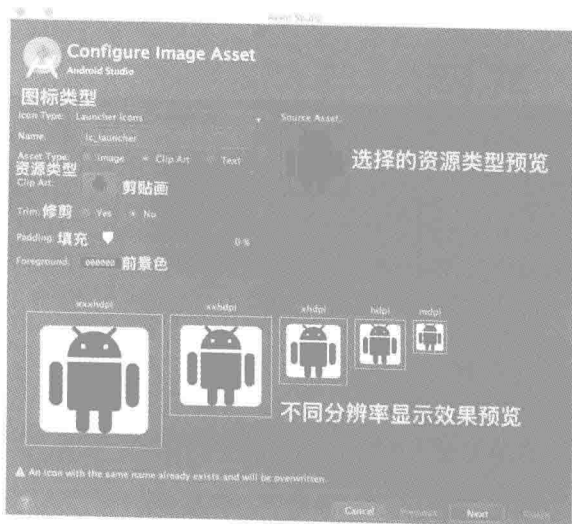 Asset Studio
Configure Image Asset
Android Studio
图标类型
Icon Type: Launcher Icons
Source Asset:
Name: ic_launcher
Asset Type: Image Clip Art Text
选择的资源类型预览
资源类型
Clip Art: 剪贴画
Trim: 修剪 Yes No
Padding: 填充 0 %
Foreground: 000000 前景色
xxxhdpi xxhdpi xhdpi hdpi mdpi
不同分辨率显示效果预览
An icon with the same name already exists and will be overwritten.
? Cancel Previous Next Finish